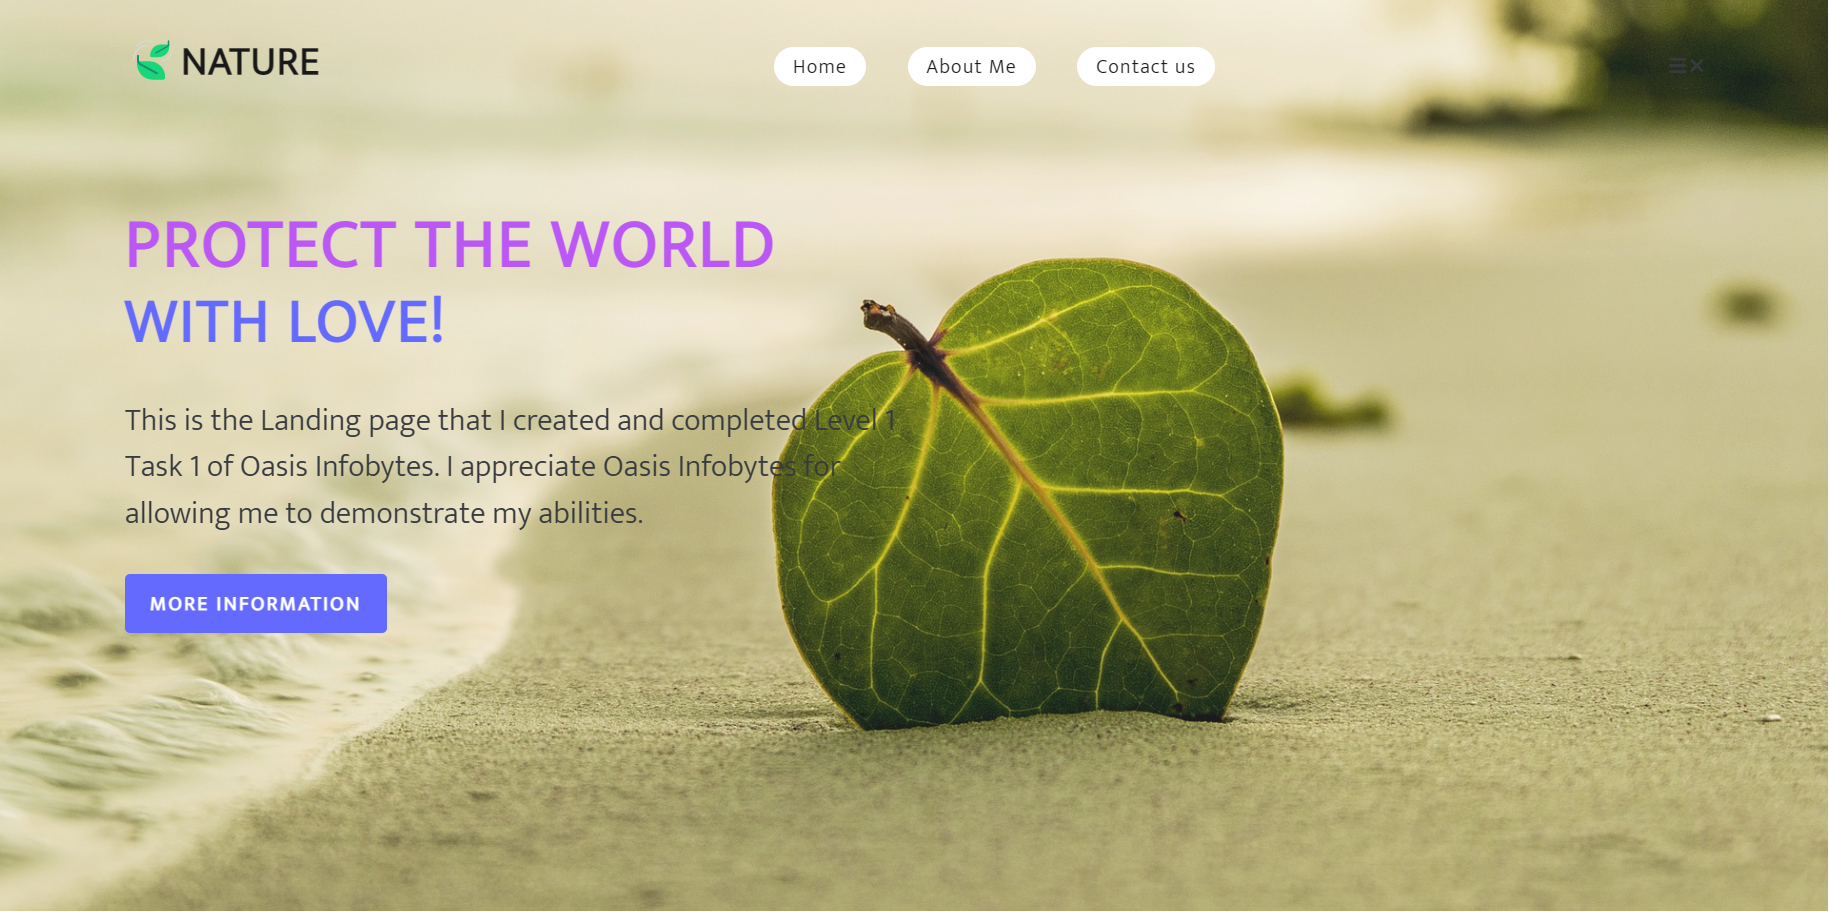 NATURE
Home
About Me
Contact us
PROTECT THE WORLD
WITH LOVE!
This is the Landing page that I created and completed Level 1
Task 1 of Oasis Infobytes. I appreciate Oasis Infobytes for
allowing me to demonstrate my abilities.
MORE INFORMATION